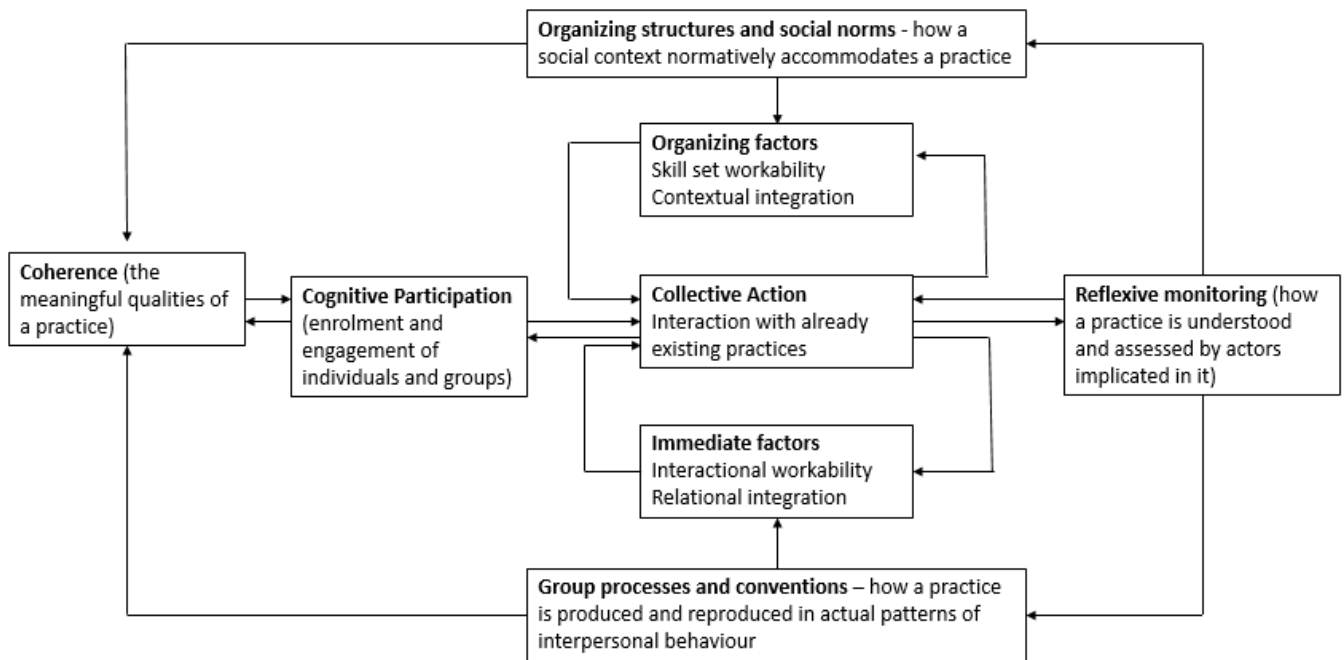 Organizing structures and social norms - how a
social context normatively accommodates a practice
Organizing factors
Skill set workability
Contextual integration
Coherence (the
meaningful qualities of
a practice)
Cognitive Participation
(enrolment and
engagement of
individuals and groups)
Collective Action
Interaction with already
existing practices
Reflexive monitoring (how
a practice is understood
and assessed by actors
implicated in it)
Immediate factors
Interactional workability
Relational integration
Group processes and conventions – how a practice
is produced and reproduced in actual patterns of
interpersonal behaviour